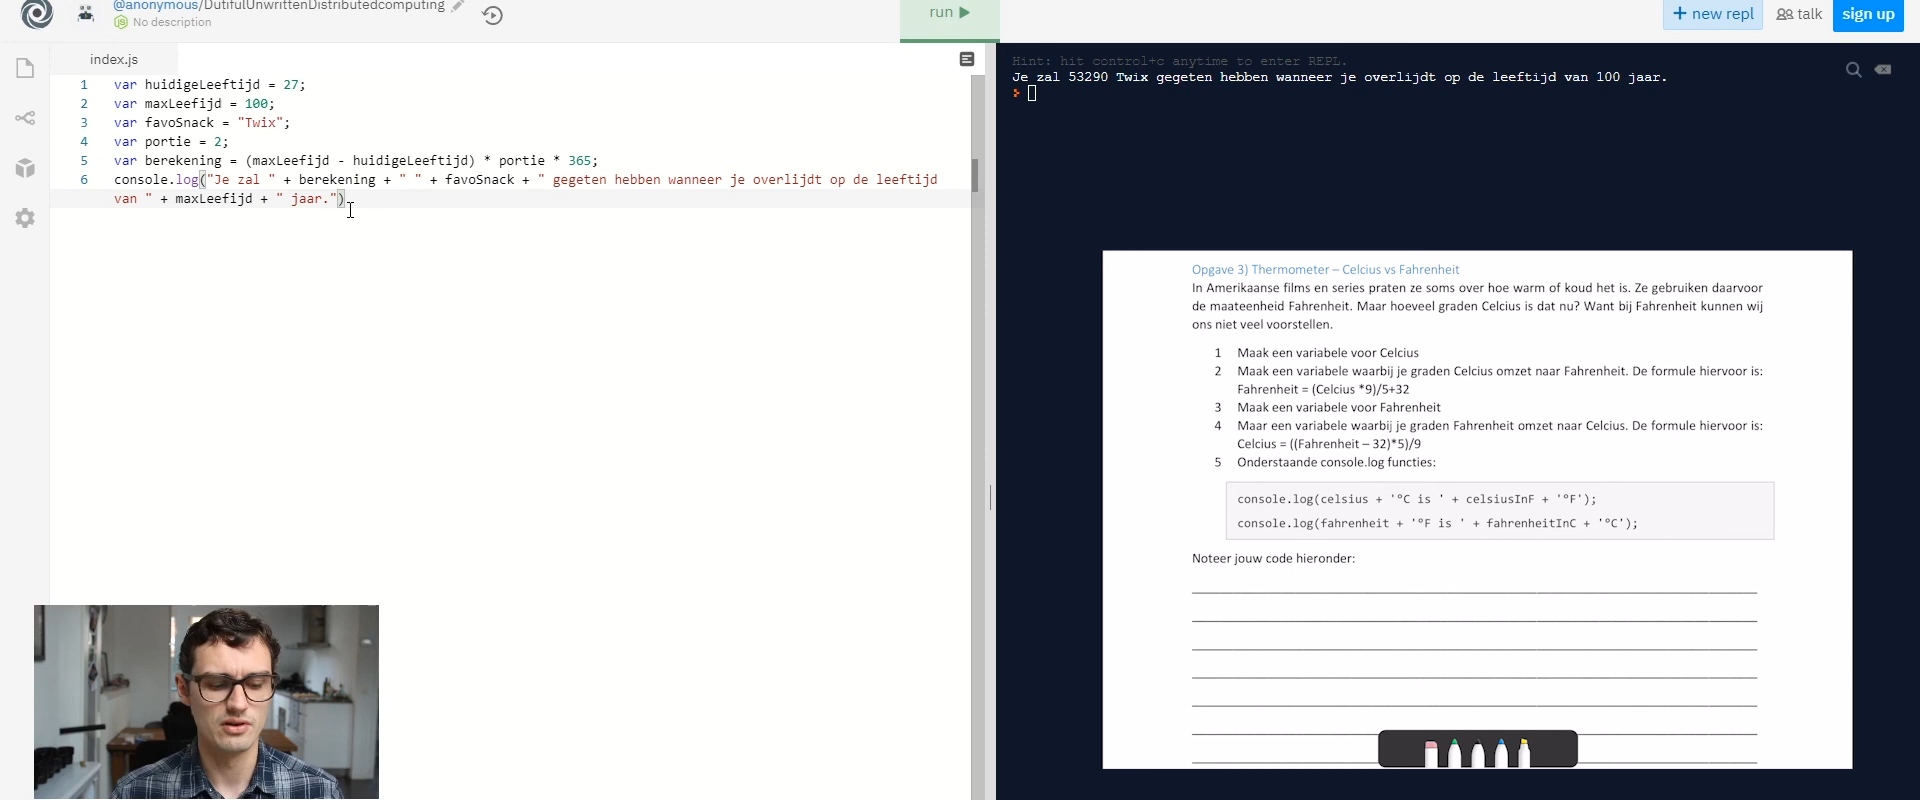 @anonymous/DutifulUnwrittenDistributedcomputing
No description
run
+ new repl
talk
sign up
index.js
1 var huidigeLeeftijd = 27;
2 var maxLeefijd = 100;
3 var favoSnack = "Twix";
4 var portie = 2;
5 var berekening = (maxLeefijd - huidigeLeeftijd) * portie * 365;
6 console.log("Je zal " + berekening + " " + favoSnack + " gegeten hebben wanneer je overlijdt op de leeftijd
van " + maxLeefijd + " jaar.")
Hint: hit control+c anytime to enter REPL.
Je zal 53290 Twix gegeten hebben wanneer je overlijdt op de leeftijd van 100 jaar.
Opgave 3) Thermometer – Celcius vs Fahrenheit
In Amerikaanse films en series praten ze soms over hoe warm of koud het is. Ze gebruiken daarvoor
de maateenheid Fahrenheit. Maar hoeveel graden Celcius is dat nu? Want bij Fahrenheit kunnen wij
ons niet veel voorstellen.
1 Maak een variabele voor Celcius
2 Maak een variabele waarbij je graden Celcius omzet naar Fahrenheit. De formule hiervoor is:
Fahrenheit = (Celcius *9)/5+32
3 Maak een variabele voor Fahrenheit
4 Maar een variabele waarbij je graden Fahrenheit omzet naar Celcius. De formule hiervoor is:
Celcius = ((Fahrenheit – 32)*5)/9
5 Onderstaande console.log functies:
console.log(celsius + '°C is ' + celsiusInF + '°F');
console.log(fahrenheit + '°F is ' + fahrenheitInC + '°C');
Noteer jouw code hieronder: